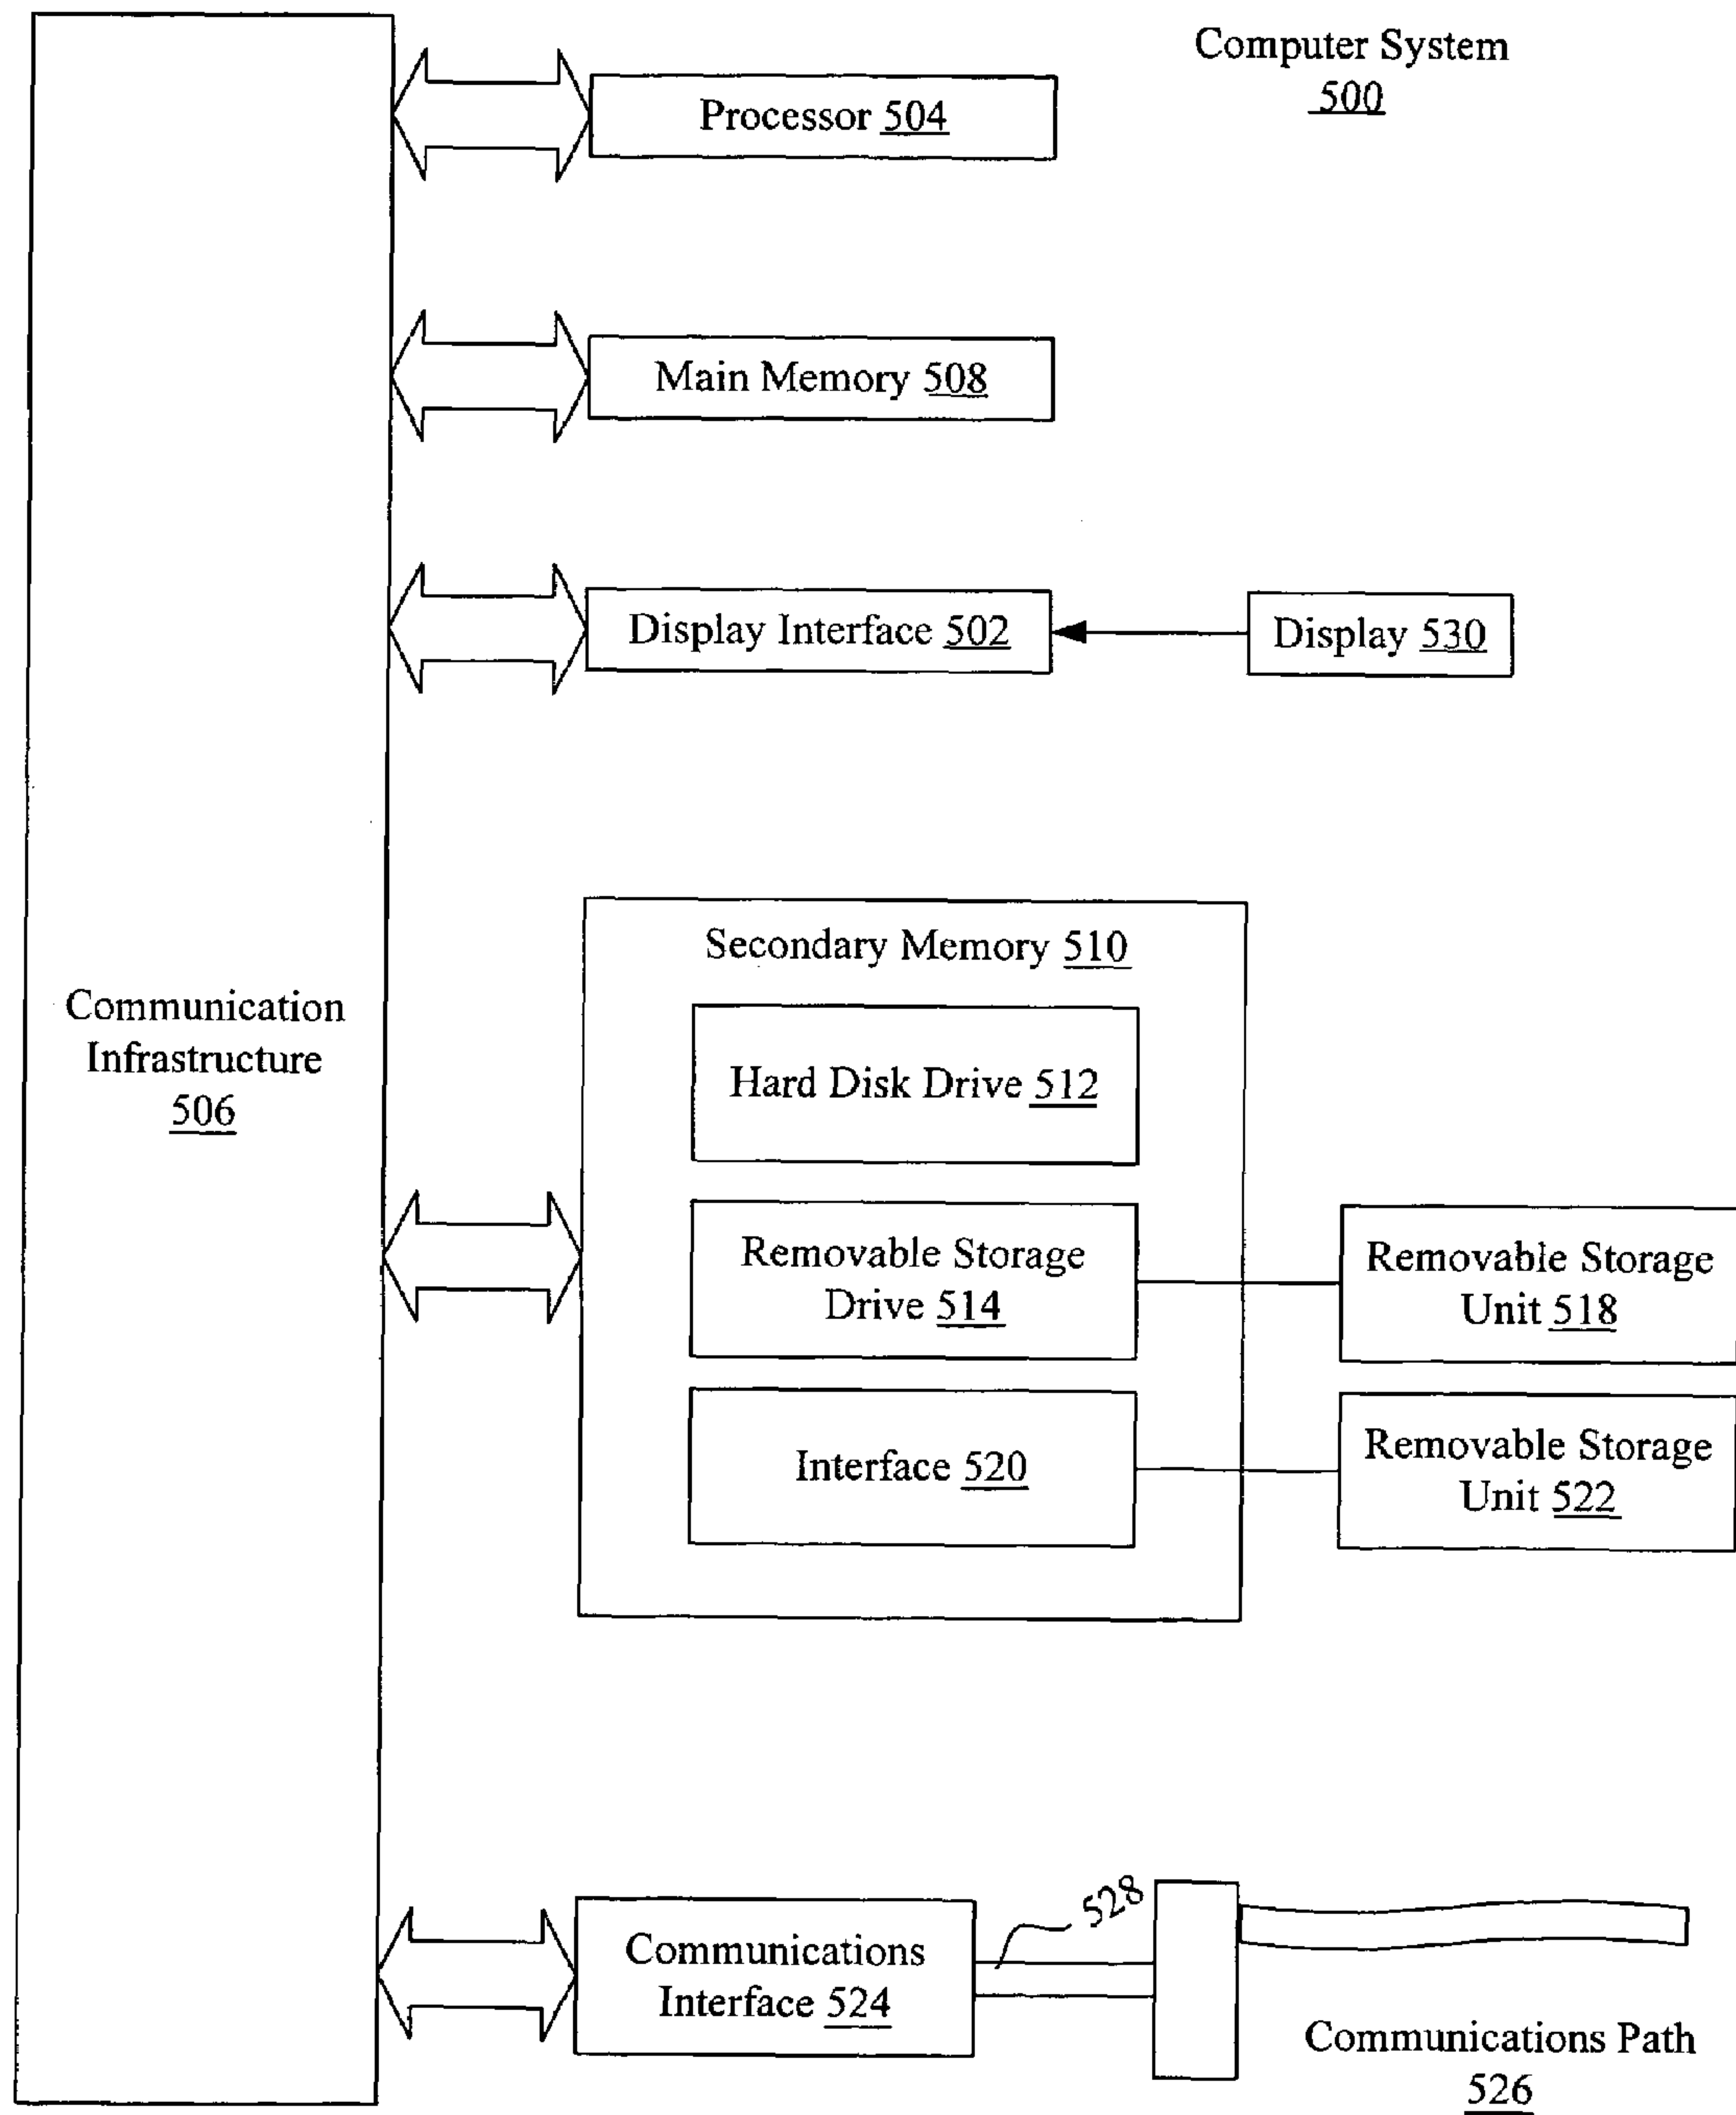 Computer System
500
Processor 504
Main Memory 508
Display Interface 502
Display 530
Secondary Memory 510
Communication
Infrastructure
506
Hard Disk Drive 512
Removable Storage
Drive 514
Removable Storage
Unit 518
Interface 520
Removable Storage
Unit 522
528
Communications
Interface 524
Communications Path
526